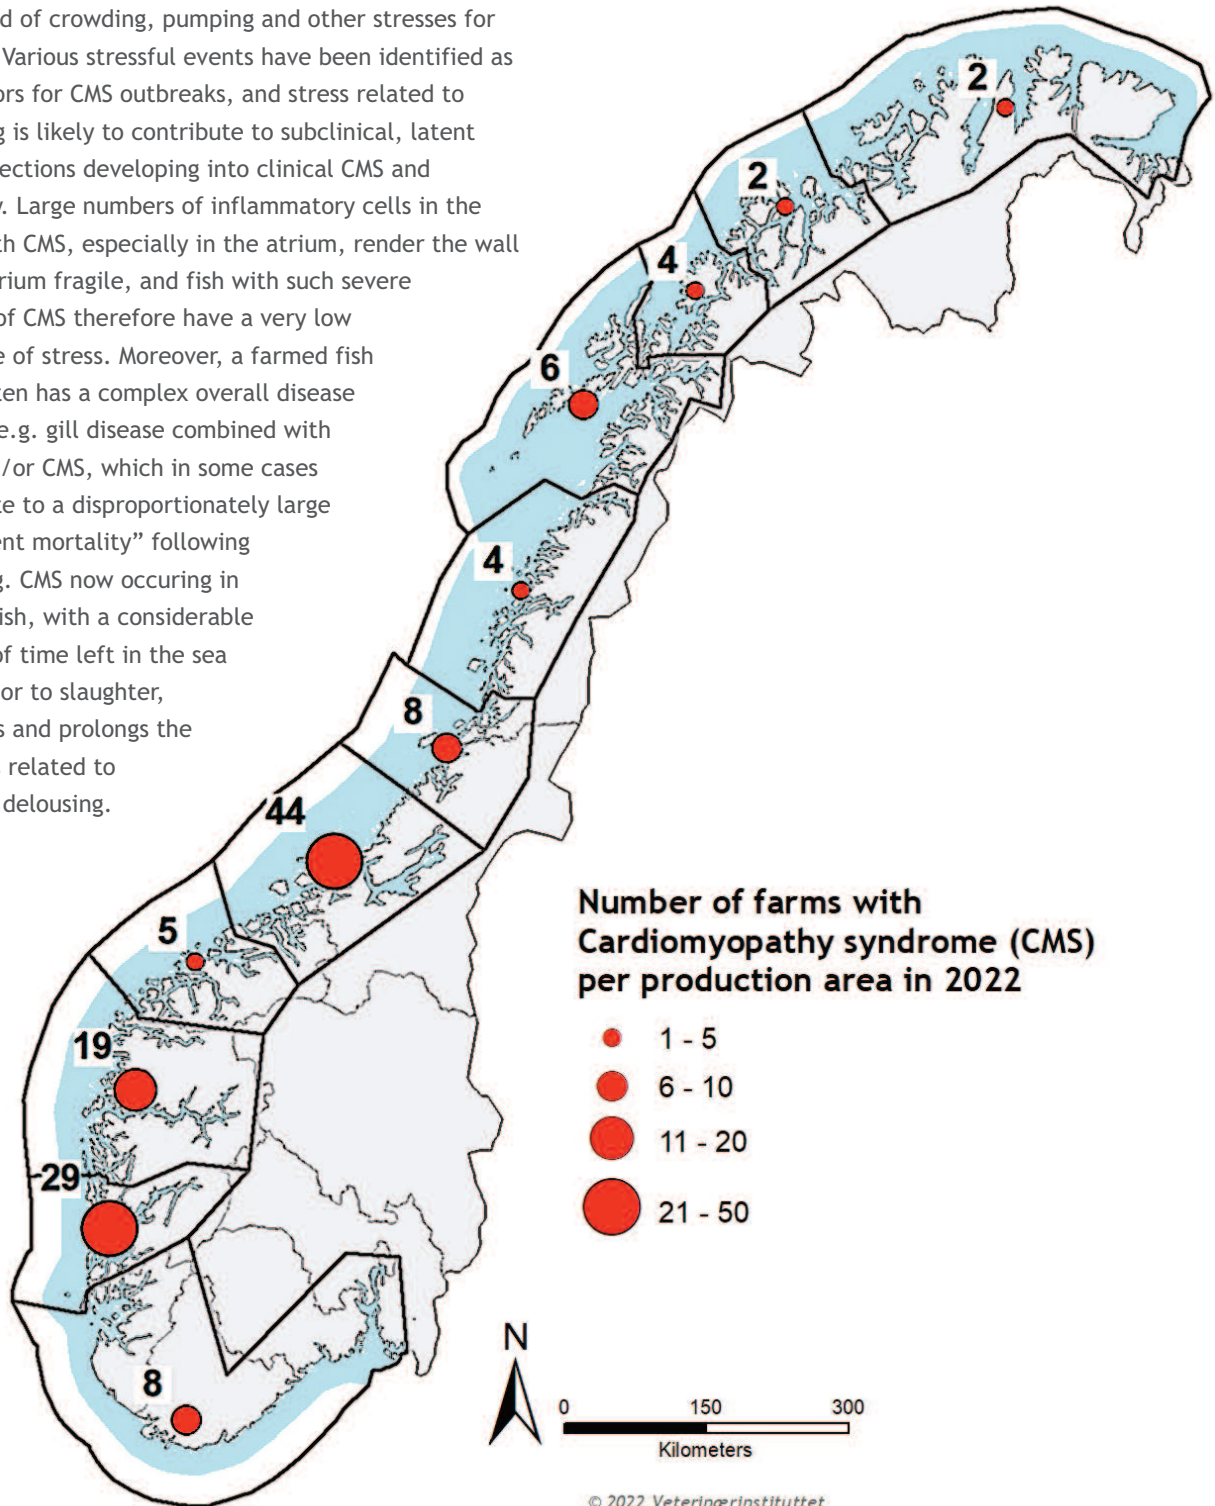 d of crowding, pumping and other stresses for
Various stressful events have been identified as
ors for CMS outbreaks, and stress related to
g is likely to contribute to subclinical, latent
ections developing into clinical CMS and
y. Large numbers of inflammatory cells in the
th CMS, especially in the atrium, render the wall
rium fragile, and fish with such severe
of CMS therefore have a very low
e of stress. Moreover, a farmed fish
ten has a complex overall disease
e.g. gill disease combined with
/or CMS, which in some cases
te to a disproportionately large
ent mortality” following
g. CMS now occuring in
fish, with a considerable
of time left in the sea
or to slaughter,
s and prolongs the
s related to
delousing.
2
2
4
6
4
8
44
5
19
29
8
Number of farms with
Cardiomyopathy syndrome (CMS)
per production area in 2022
1 - 5
6 - 10
11 - 20
21 - 50
N
0 150 300
Kilometers
© 2022 Veterinærinstituttet